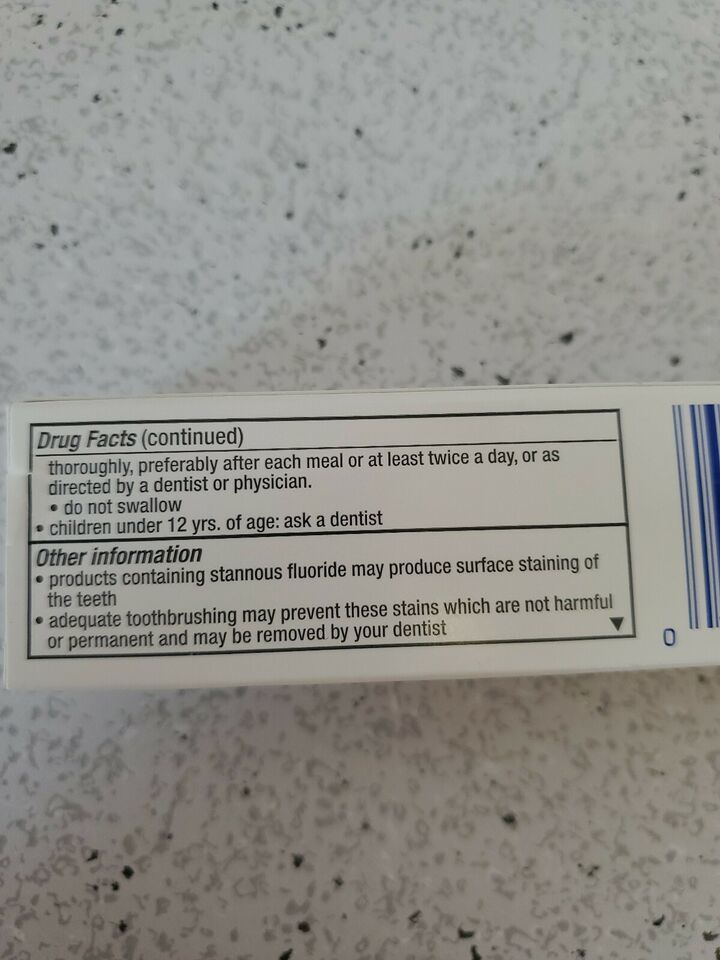 Drug Facts (continued)
thoroughly, preferably after each meal or at least twice a day, or as
directed by a dentist or physician.
• do not swallow
• children under 12 yrs. of age: ask a dentist
Other information
• products containing stannous fluoride may produce surface staining of
the teeth
• adequate toothbrushing may prevent these stains which are not harmful
or permanent and may be removed by your dentist
0